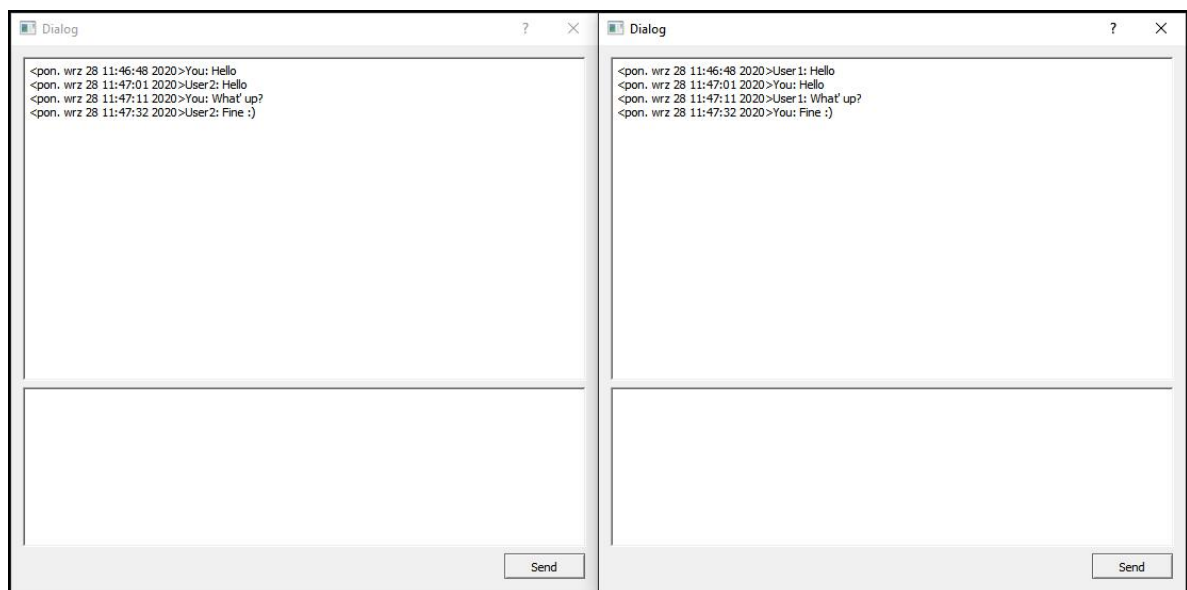 Dialog
<pon. wrz 28 11:46:48 2020>You: Hello
<pon. wrz 28 11:47:01 2020>User2: Hello
<pon. wrz 28 11:47:11 2020>You: What' up?
<pon. wrz 28 11:47:32 2020>User2: Fine :)
Send
Dialog
<pon. wrz 28 11:46:48 2020>User1: Hello
<pon. wrz 28 11:47:01 2020>You: Hello
<pon. wrz 28 11:47:11 2020>User1: What' up?
<pon. wrz 28 11:47:32 2020>You: Fine :)
Send